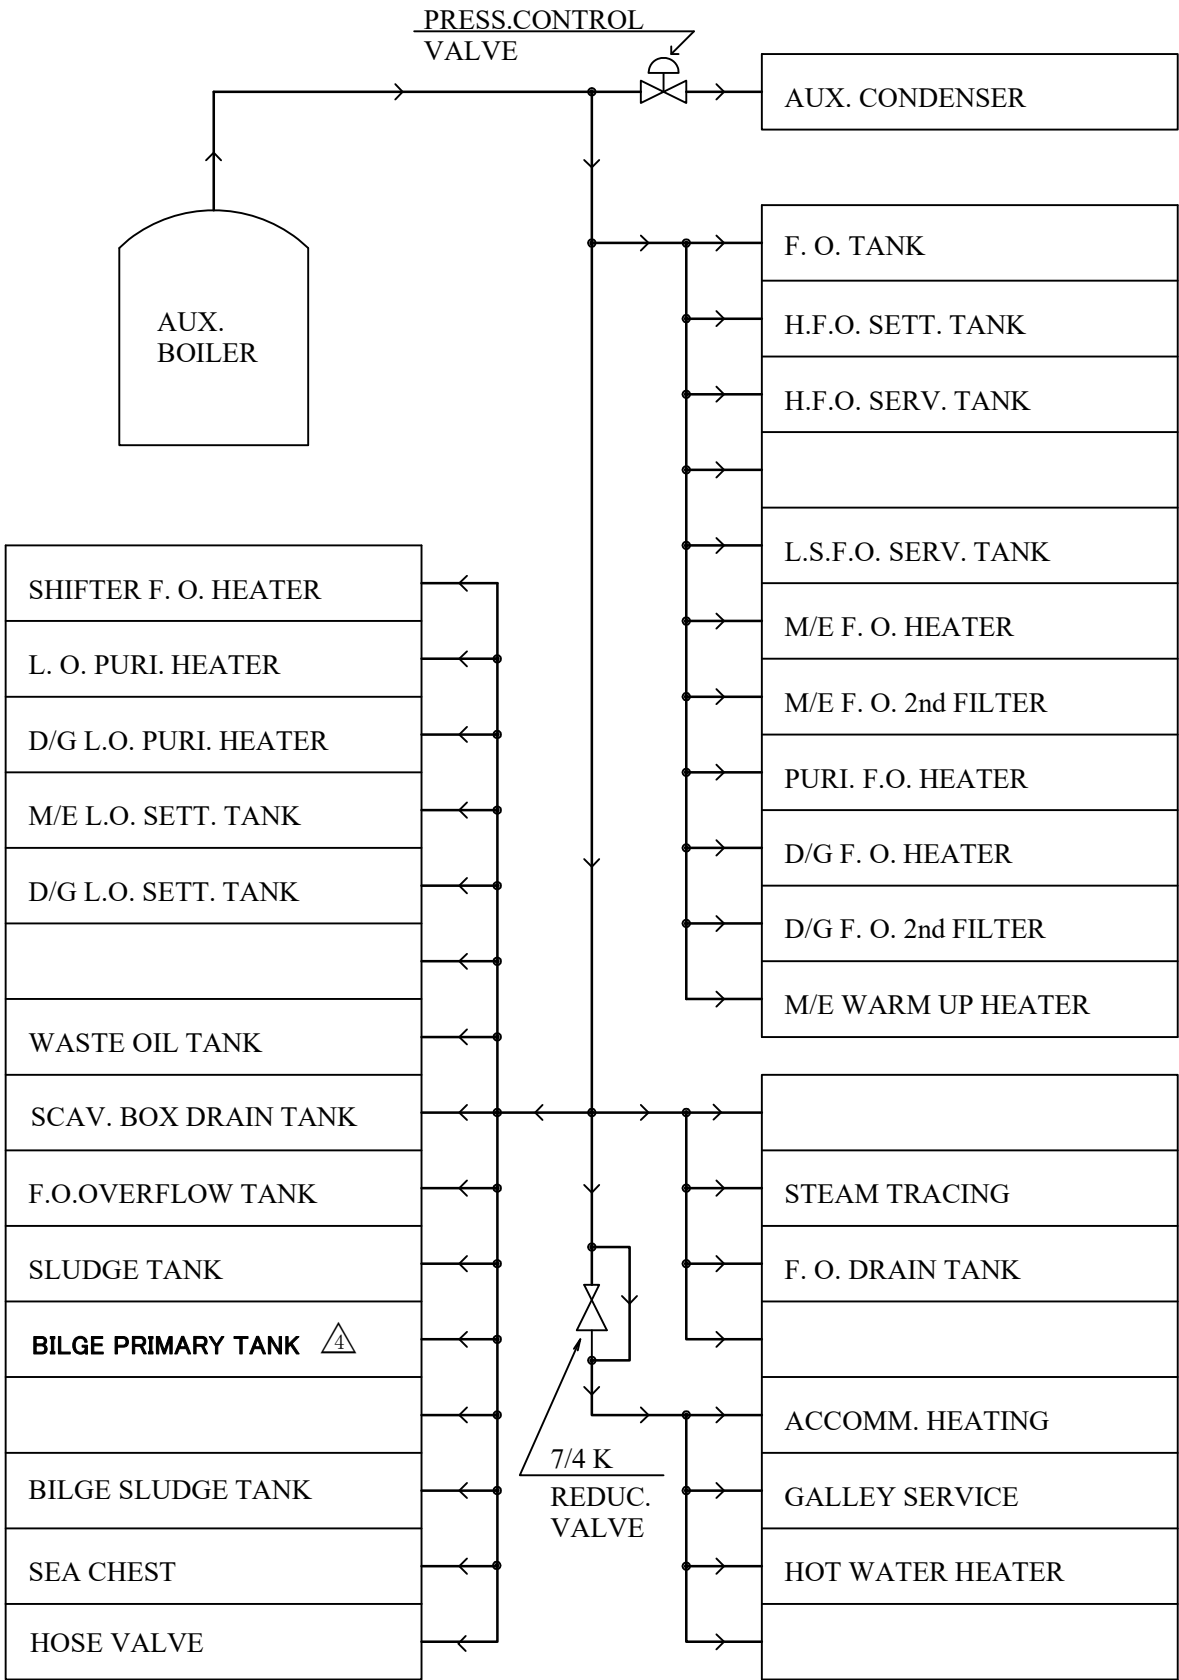 PRESS.CONTROL
VALVE
AUX. CONDENSER
AUX.
BOILER
F. O. TANK
H.F.O. SETT. TANK
H.F.O. SERV. TANK
L.S.F.O. SERV. TANK
M/E F. O. HEATER
M/E F. O. 2nd FILTER
PURI. F.O. HEATER
D/G F. O. HEATER
D/G F. O. 2nd FILTER
M/E WARM UP HEATER
SHIFTER F. O. HEATER
L. O. PURI. HEATER
D/G L.O. PURI. HEATER
M/E L.O. SETT. TANK
D/G L.O. SETT. TANK
WASTE OIL TANK
SCAV. BOX DRAIN TANK
F.O.OVERFLOW TANK
SLUDGE TANK
BILGE PRIMARY TANK 4
BILGE SLUDGE TANK
SEA CHEST
HOSE VALVE
7/4 K
REDUC.
VALVE
STEAM TRACING
F. O. DRAIN TANK
ACCOMM. HEATING
GALLEY SERVICE
HOT WATER HEATER